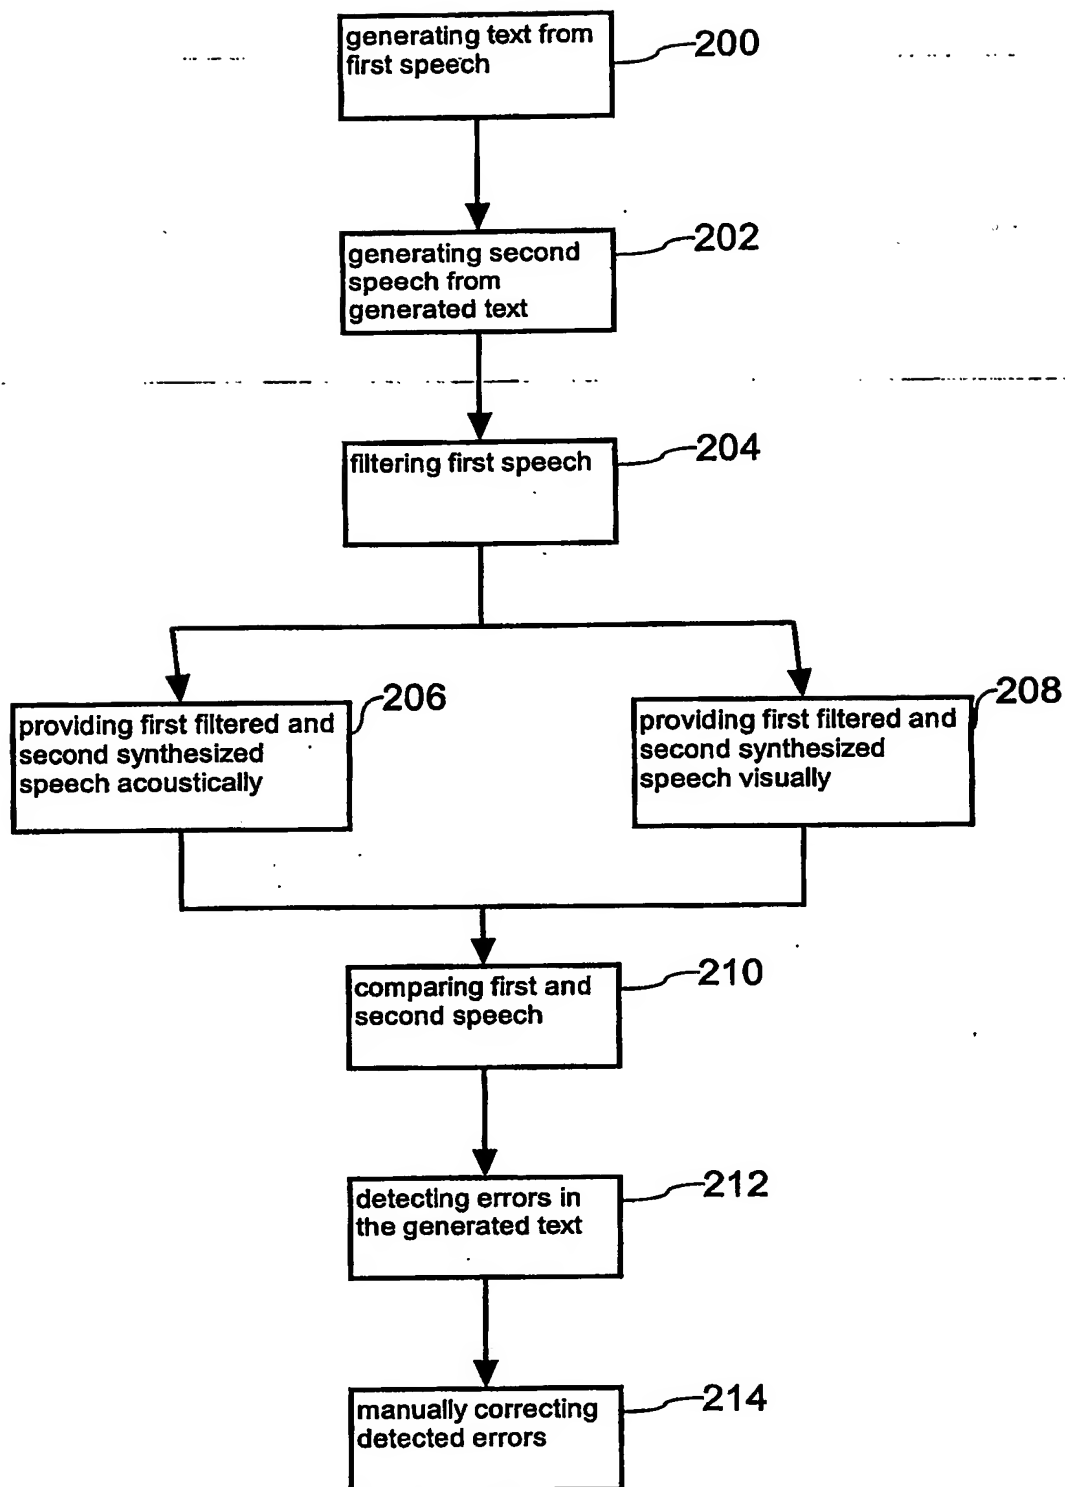 generating text from
first speech
200
generating second
speech from
generated text
202
filtering first speech
204
providing first filtered and
second synthesized
speech acoustically
206
providing first filtered and
second synthesized
speech visually
208
comparing first and
second speech
210
detecting errors in
the generated text
212
manually correcting
detected errors
214